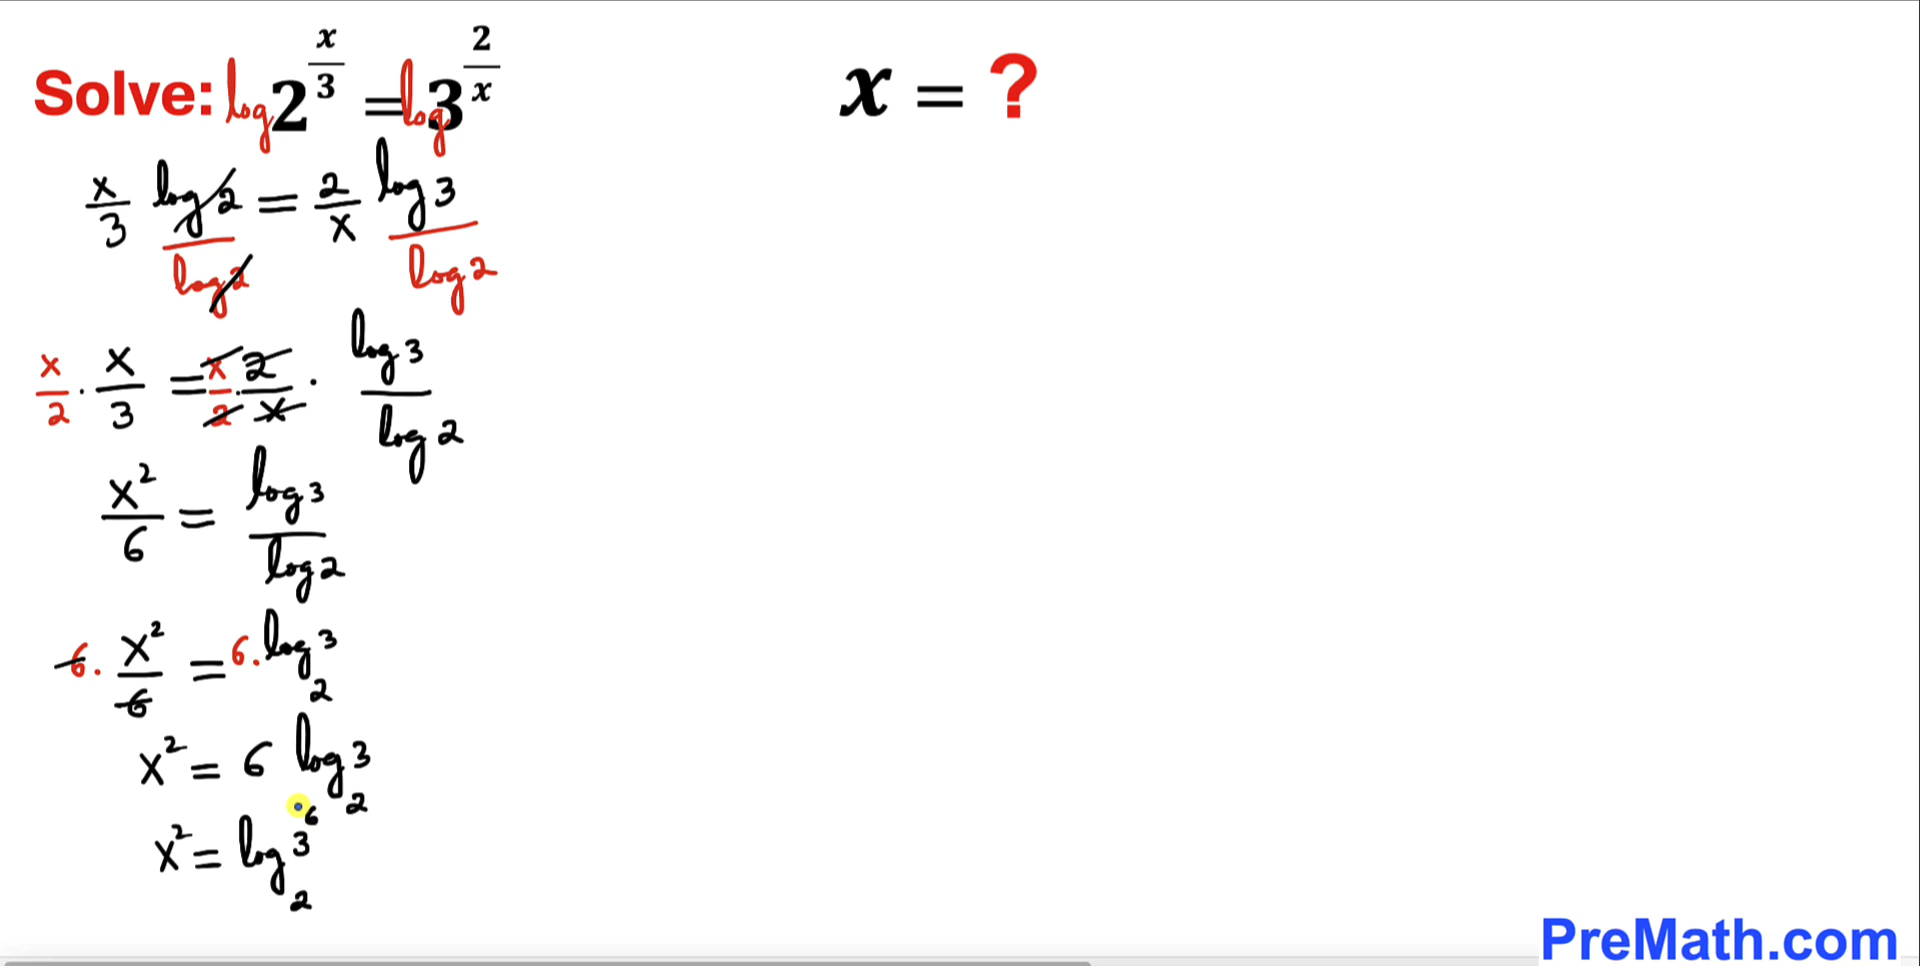 Solve: log 2^(x/3) = log 3^(2/x)
x = ?
x/3 log 2 / log 2 = 2/x log 3 / log 2
x/2 · x/3 = x/2 · 2/x · log 3 / log 2
x²/6 = log 3 / log 2
6 · x²/6 = 6 · log₂ 3
x² = 6 log₂ 3
x² = log₂ 3⁶
PreMath.com